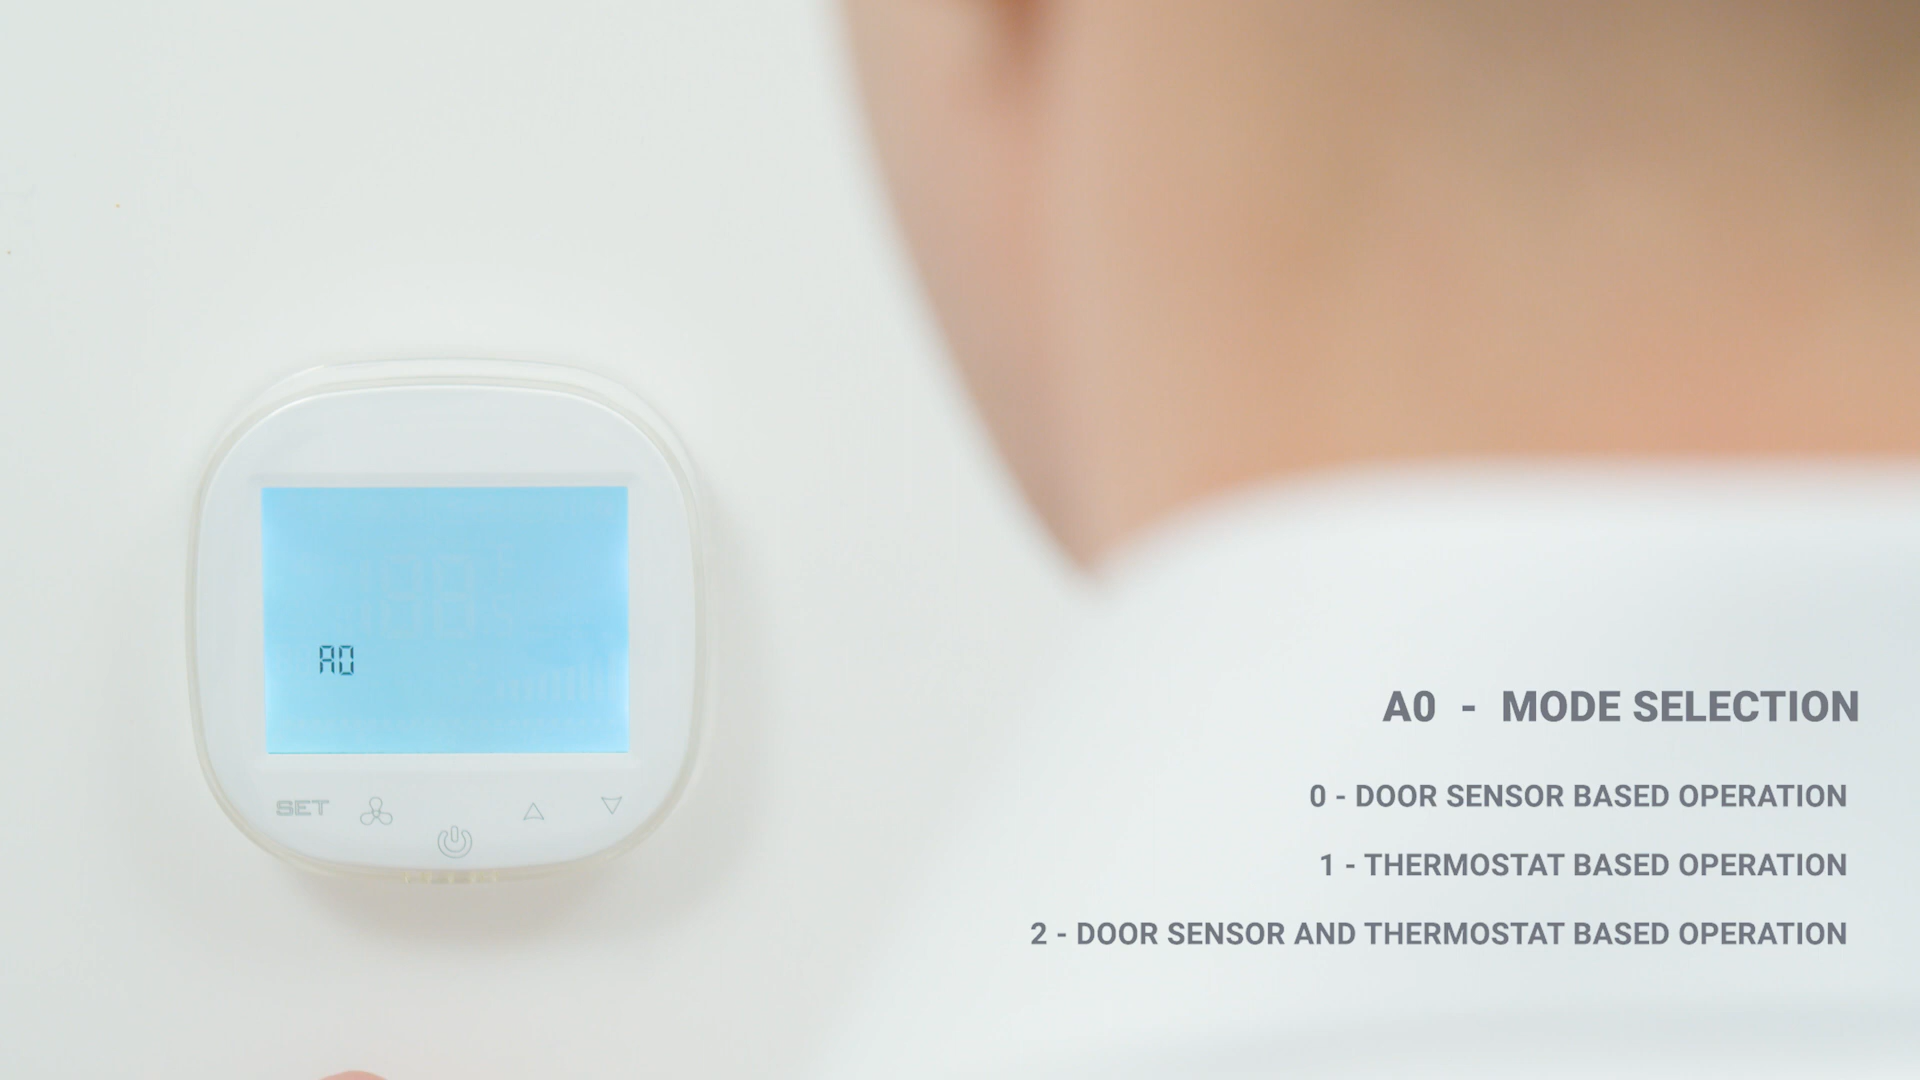 A0
SET
A0 - MODE SELECTION
0 - DOOR SENSOR BASED OPERATION
1 - THERMOSTAT BASED OPERATION
2 - DOOR SENSOR AND THERMOSTAT BASED OPERATION